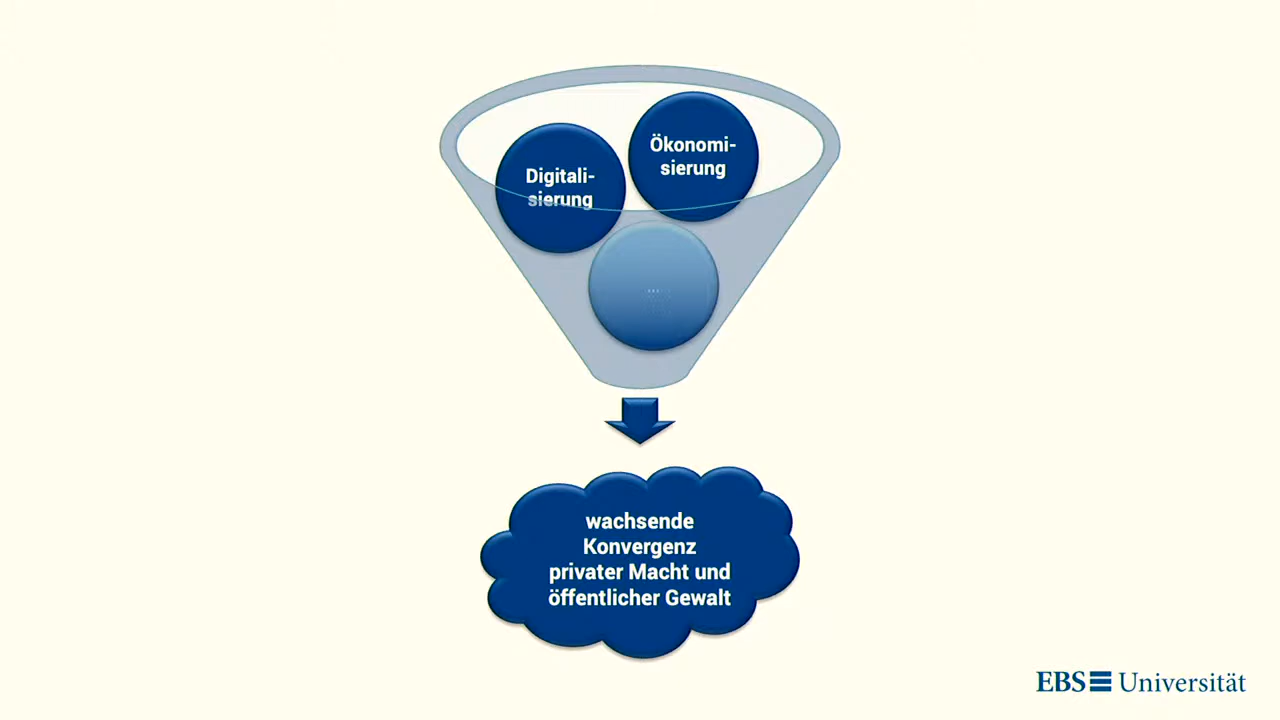 Ökonomi-
sierung
Digitali-
sierung
wachsende
Konvergenz
privater Macht und
öffentlicher Gewalt
EBS Universität